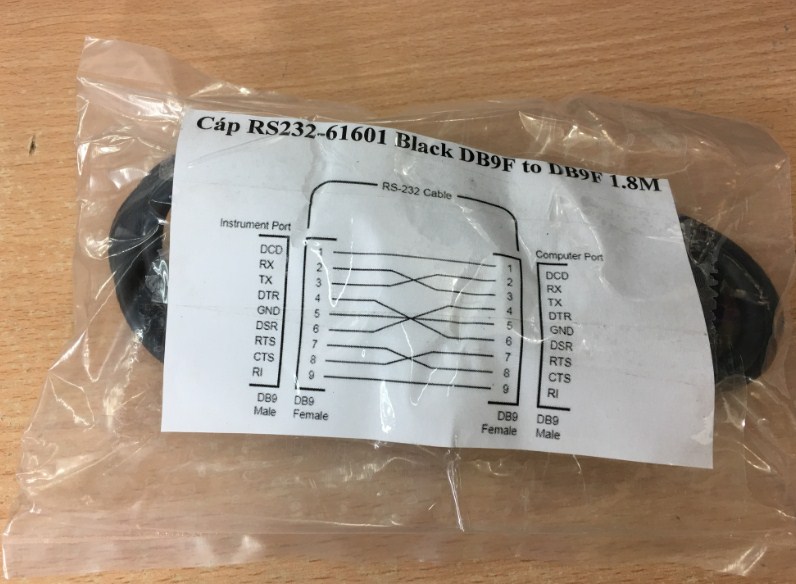 Cáp RS232-61601 Black DB9F to DB9F 1.8M
RS-232 Cable
Instrument Port
DCD
RX
TX
DTR
GND
DSR
RTS
CTS
RI
DB9
Male
1
2
3
4
5
6
7
8
9
DB9
Female
1
2
3
4
5
6
7
8
9
DB9
Female
Computer Port
DCD
RX
TX
DTR
GND
DSR
RTS
CTS
RI
DB9
Male